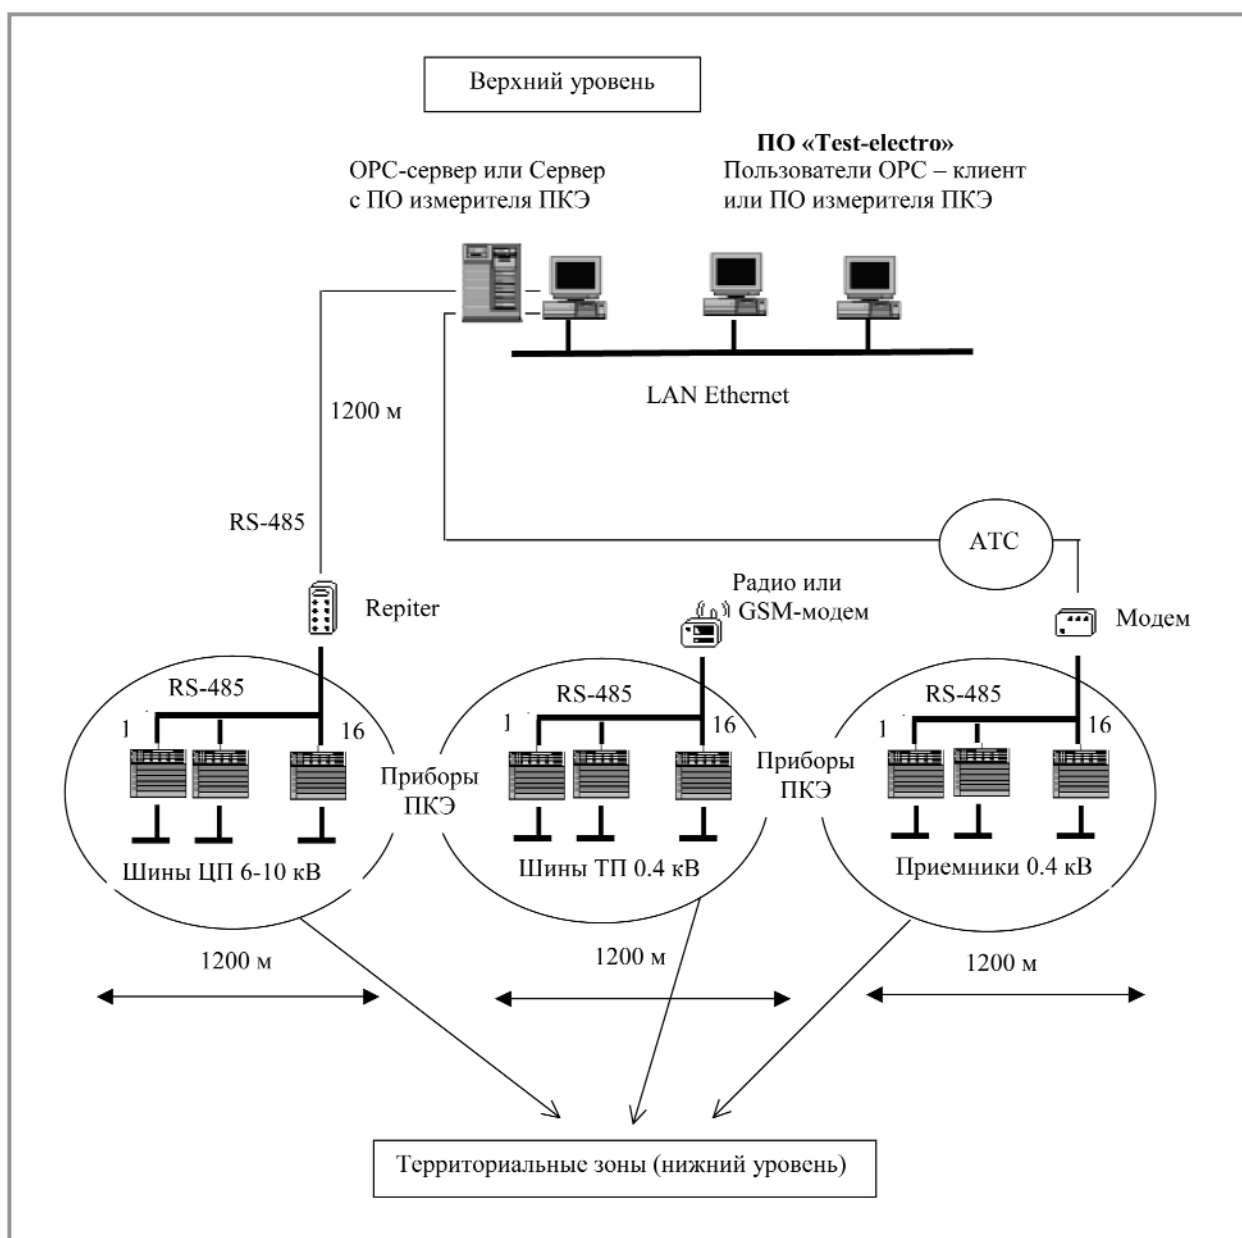 Верхний уровень
ОРС-сервер или Сервер
с ПО измерителя ПКЭ
ПО «Test-electro»
Пользователи ОРС – клиент
или ПО измерителя ПКЭ
LAN Ethernet
1200 м
RS-485
АТС
Repiter
Радио или
GSM-модем
Модем
RS-485
1
16
RS-485
1
16
RS-485
1
16
Приборы
ПКЭ
Приборы
ПКЭ
Шины ЦП 6-10 кВ
Шины ТП 0.4 кВ
Приемники 0.4 кВ
1200 м
1200 м
1200 м
Территориальные зоны (нижний уровень)